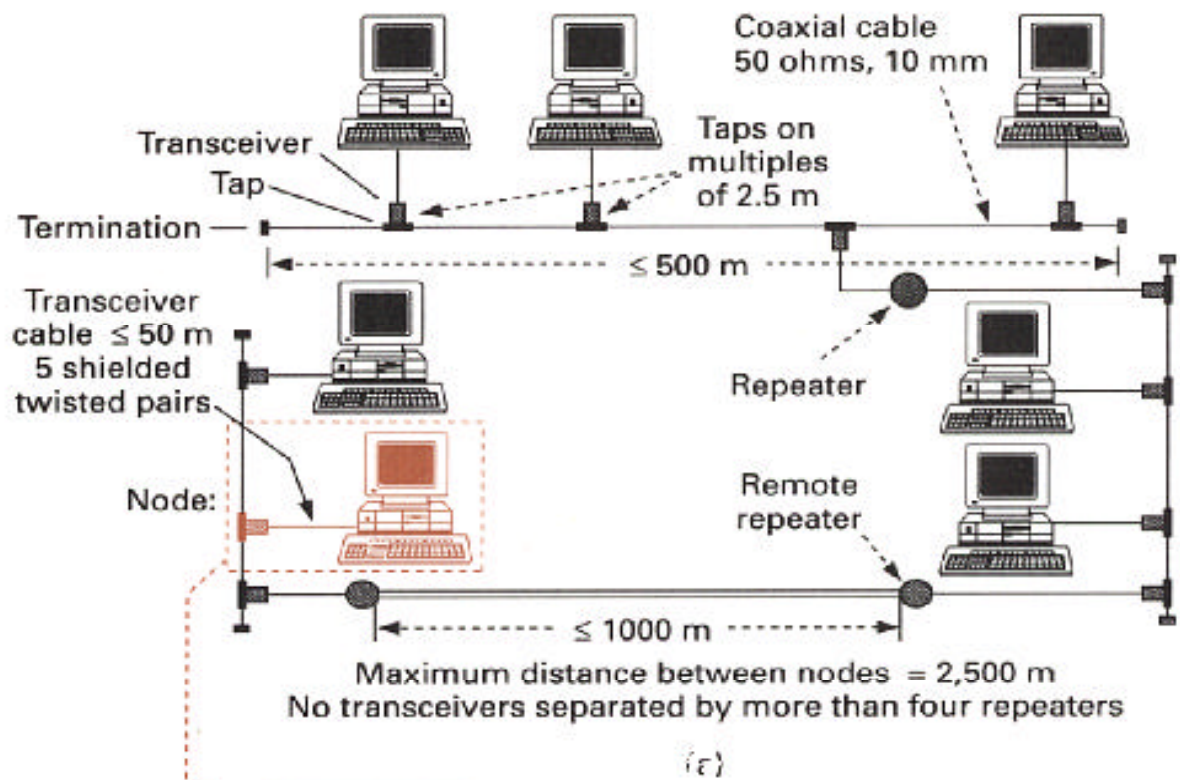 Coaxial cable
50 ohms, 10 mm
Transceiver
Tap
Termination
Taps on
multiples
of 2.5 m
≤ 500 m
Transceiver
cable ≤ 50 m
5 shielded
twisted pairs
Repeater
Node:
Remote
repeater
≤ 1000 m
Maximum distance between nodes = 2,500 m
No transceivers separated by more than four repeaters